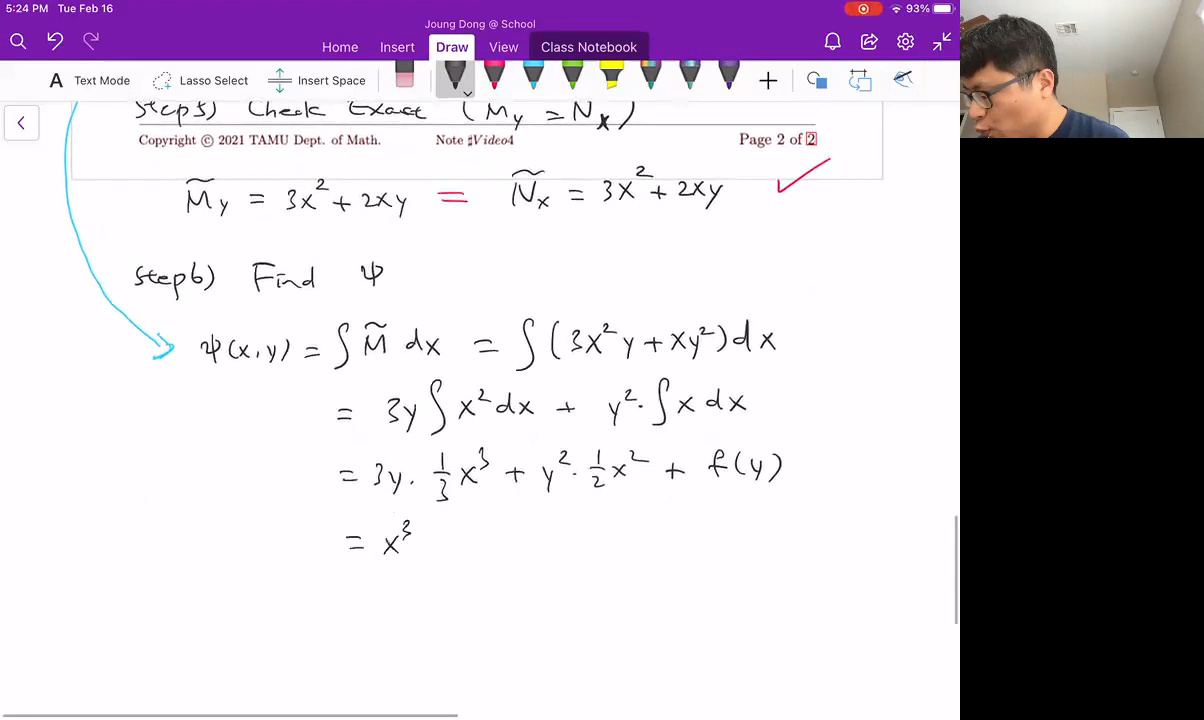 5:24 PM Tue Feb 16
93%
Joung Dong @ School
Home Insert Draw View Class Notebook
A Text Mode Lasso Select Insert Space
Step5) Check Exact (My = Nx)
Copyright © 2021 TAMU Dept. of Math. Note #Video4 Page 2 of 2
M̃y = 3x² + 2xy = Ñx = 3x² + 2xy ✓
Step6) Find ψ
ψ(x,y) = ∫ M̃ dx = ∫ (3x²y + xy²) dx
= 3y ∫ x² dx + y² · ∫ x dx
= 3y · 1/3 x³ + y² · 1/2 x² + f(y)
= x³